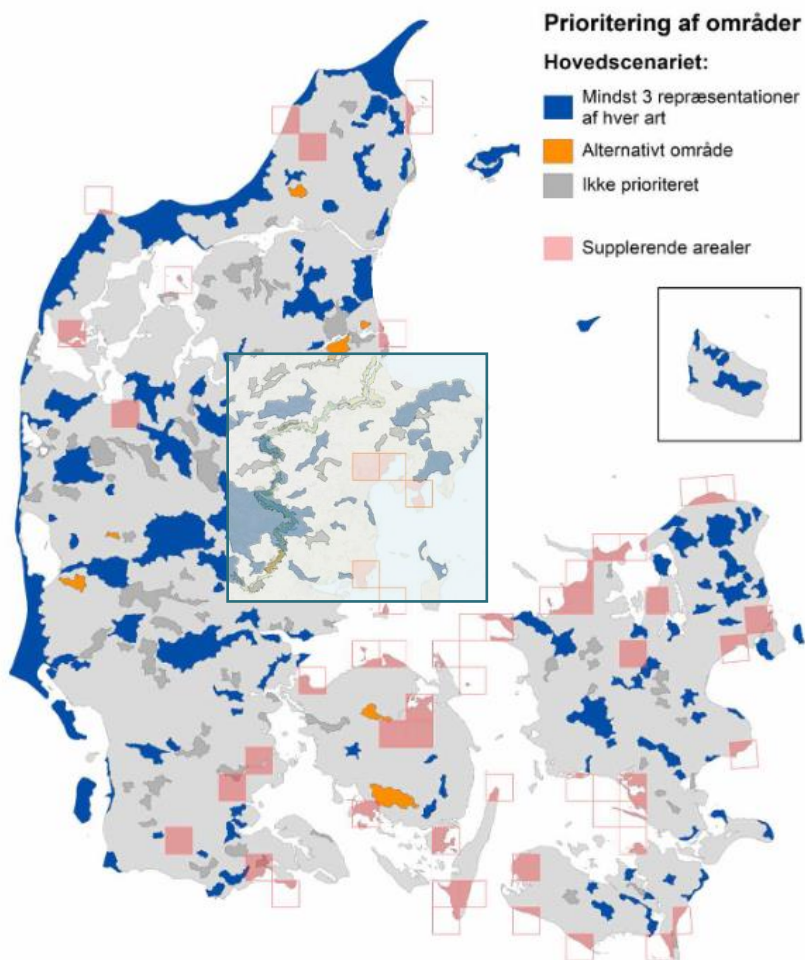 Prioritering af områder
Hovedscenariet:
Mindst 3 repræsentationer
af hver art
Alternativt område
Ikke prioriteret
Supplerende arealer